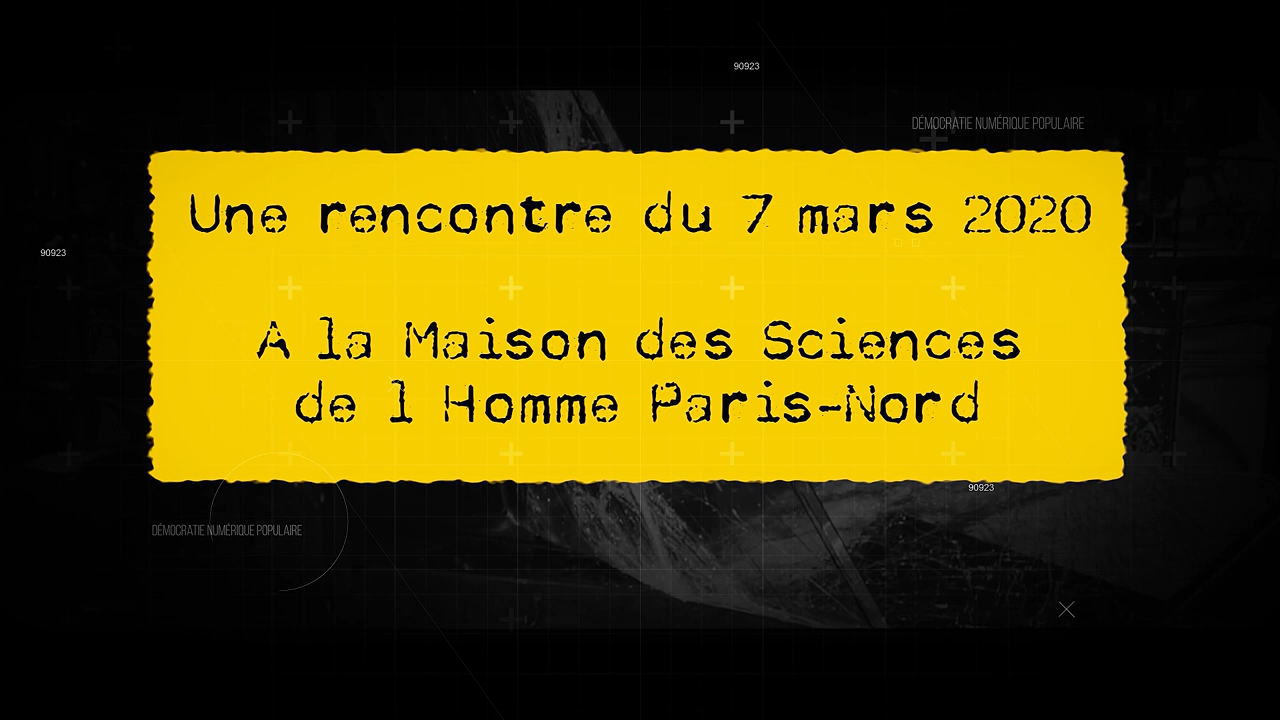 90923
DÉMOCRATIE NUMÉRIQUE POPULAIRE
Une rencontre du 7 mars 2020
90923
A la Maison des Sciences
de l Homme Paris-Nord
90923
DÉMOCRATIE NUMÉRIQUE POPULAIRE